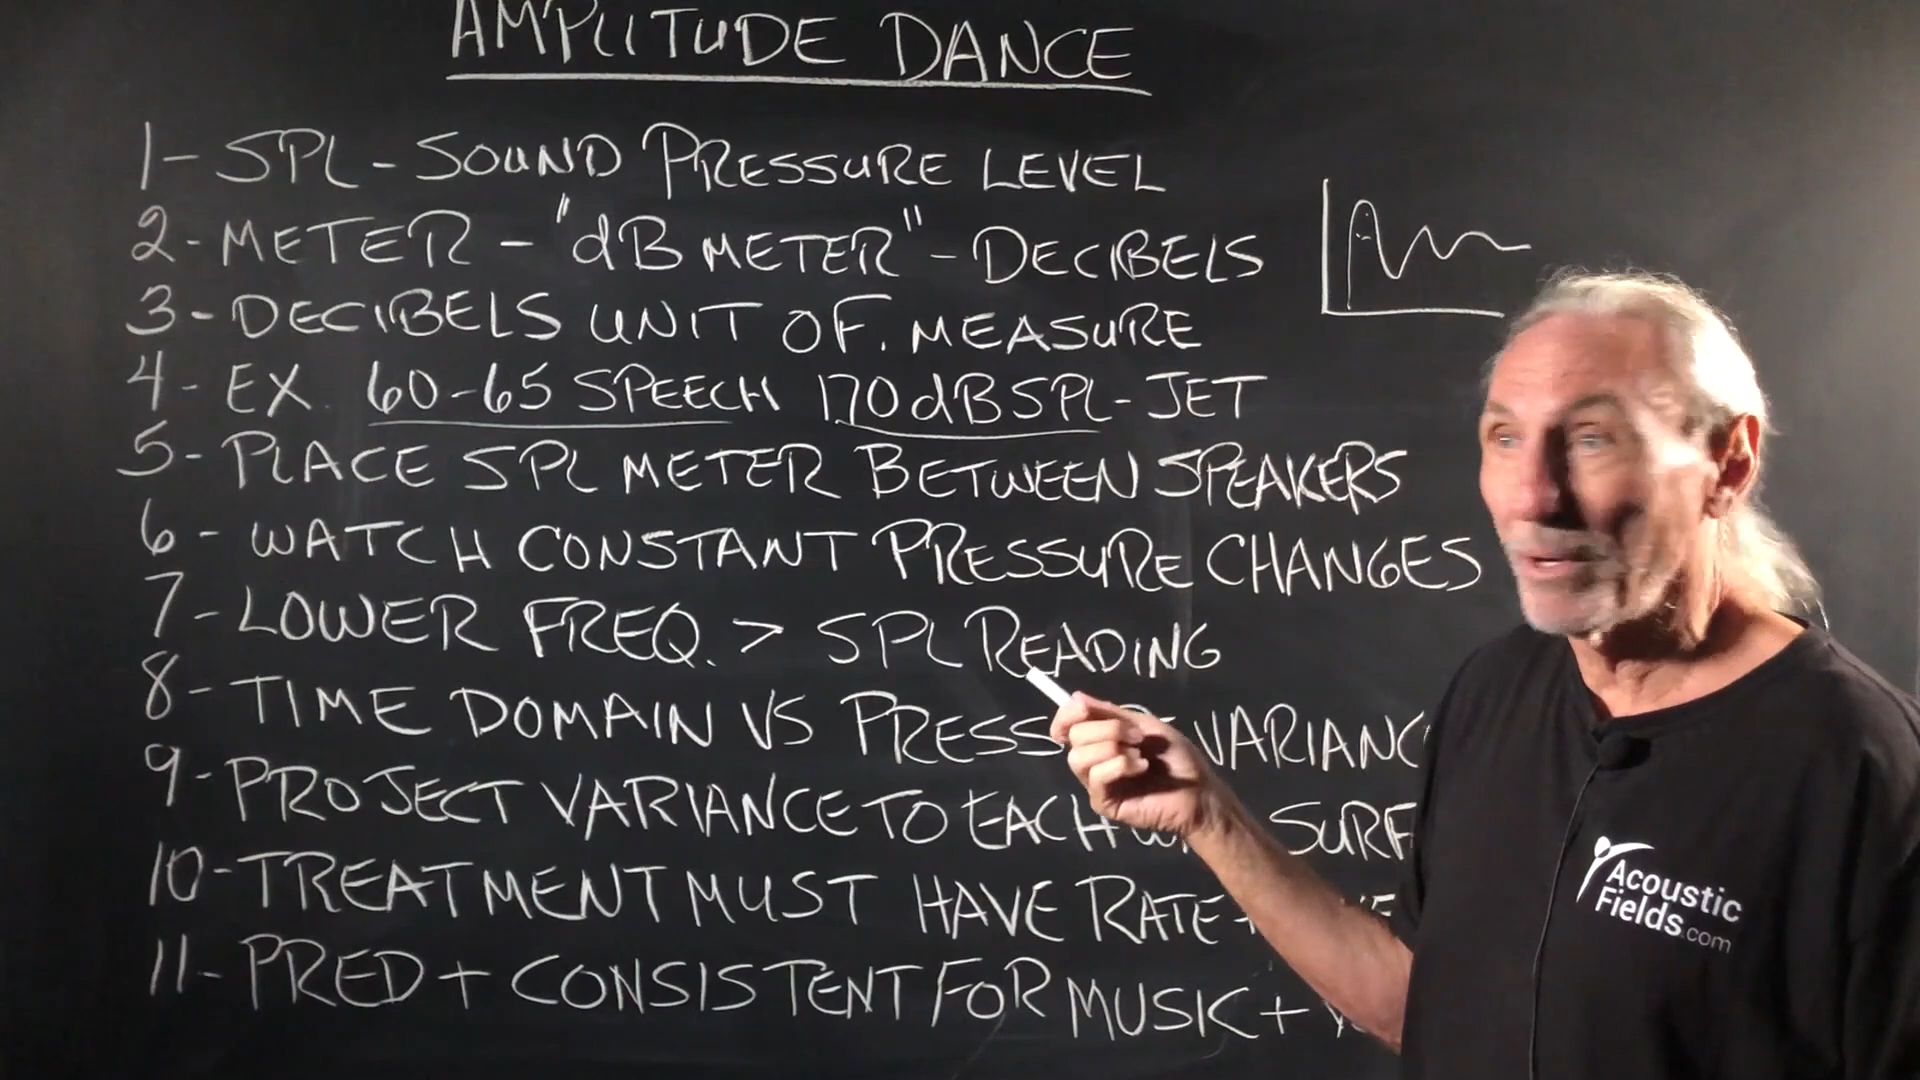 AMPLITUDE DANCE
1- SPL - SOUND PRESSURE LEVEL
2- METER - "dB METER" - DECIBELS
3- DECIBELS UNIT OF. MEASURE
4- EX. 60-65 SPEECH 170 dB SPL - JET
5- PLACE SPL METER BETWEEN SPEAKERS
6- WATCH CONSTANT PRESSURE CHANGES
7- LOWER FREQ. > SPL READING
8- TIME DOMAIN VS
9- PROJECT VARIANCE TO EACH
10- TREATMENT MUST HAVE RATE
11- PRED + CONSISTENT FOR MUSIC +
Acoustic
Fields.com